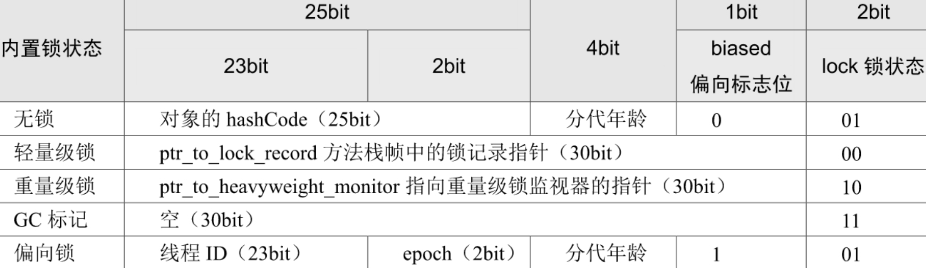 内置锁状态 25bit 4bit 1bit 2bit
23bit 2bit biased 偏向标志位 lock 锁状态
无锁 对象的 hashCode（25bit） 分代年龄 0 01
轻量级锁 ptr_to_lock_record 方法栈帧中的锁记录指针（30bit） 00
重量级锁 ptr_to_heavyweight_monitor 指向重量级锁监视器的指针（30bit） 10
GC 标记 空（30bit） 11
偏向锁 线程 ID（23bit） epoch（2bit） 分代年龄 1 01